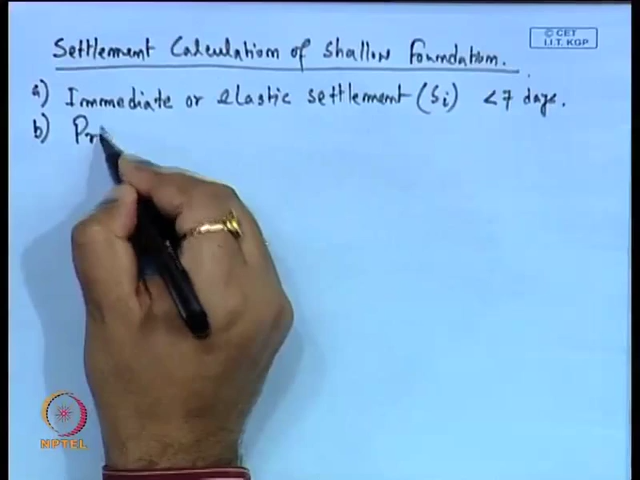 © CET
I.I.T. KGP
Settlement Calculation of Shallow Foundation.
a) Immediate or elastic settlement (Si) <7 days.
b) Pr
NPTEL